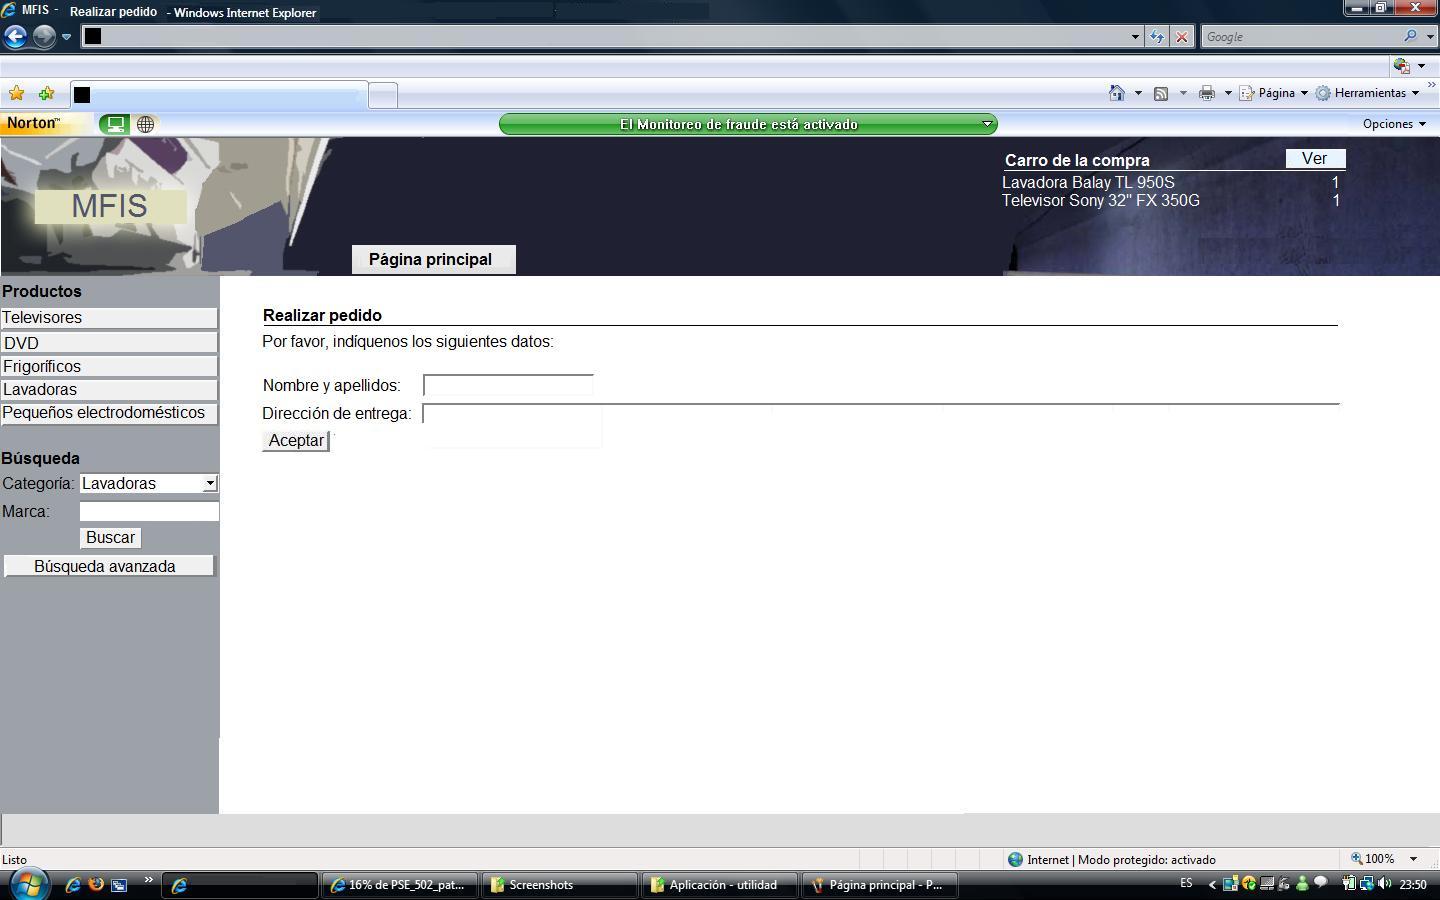 MFIS - Realizar pedido - Windows Internet Explorer
Google
Página Herramientas »
Norton™ El Monitoreo de fraude está activado Opciones
Carro de la compra Ver
Lavadora Balay TL 950S 1
Televisor Sony 32" FX 350G 1
MFIS
Página principal
Productos
Televisores
DVD
Frigoríficos
Lavadoras
Pequeños electrodomésticos
Búsqueda
Categoría: Lavadoras
Marca:
Buscar
Búsqueda avanzada
Realizar pedido
Por favor, indíquenos los siguientes datos:
Nombre y apellidos:
Dirección de entrega:
Aceptar
Listo Internet | Modo protegido: activado 100%
» 16% de PSE_502_pat... Screenshots Aplicación - utilidad Página principal - P... ES < 23:50